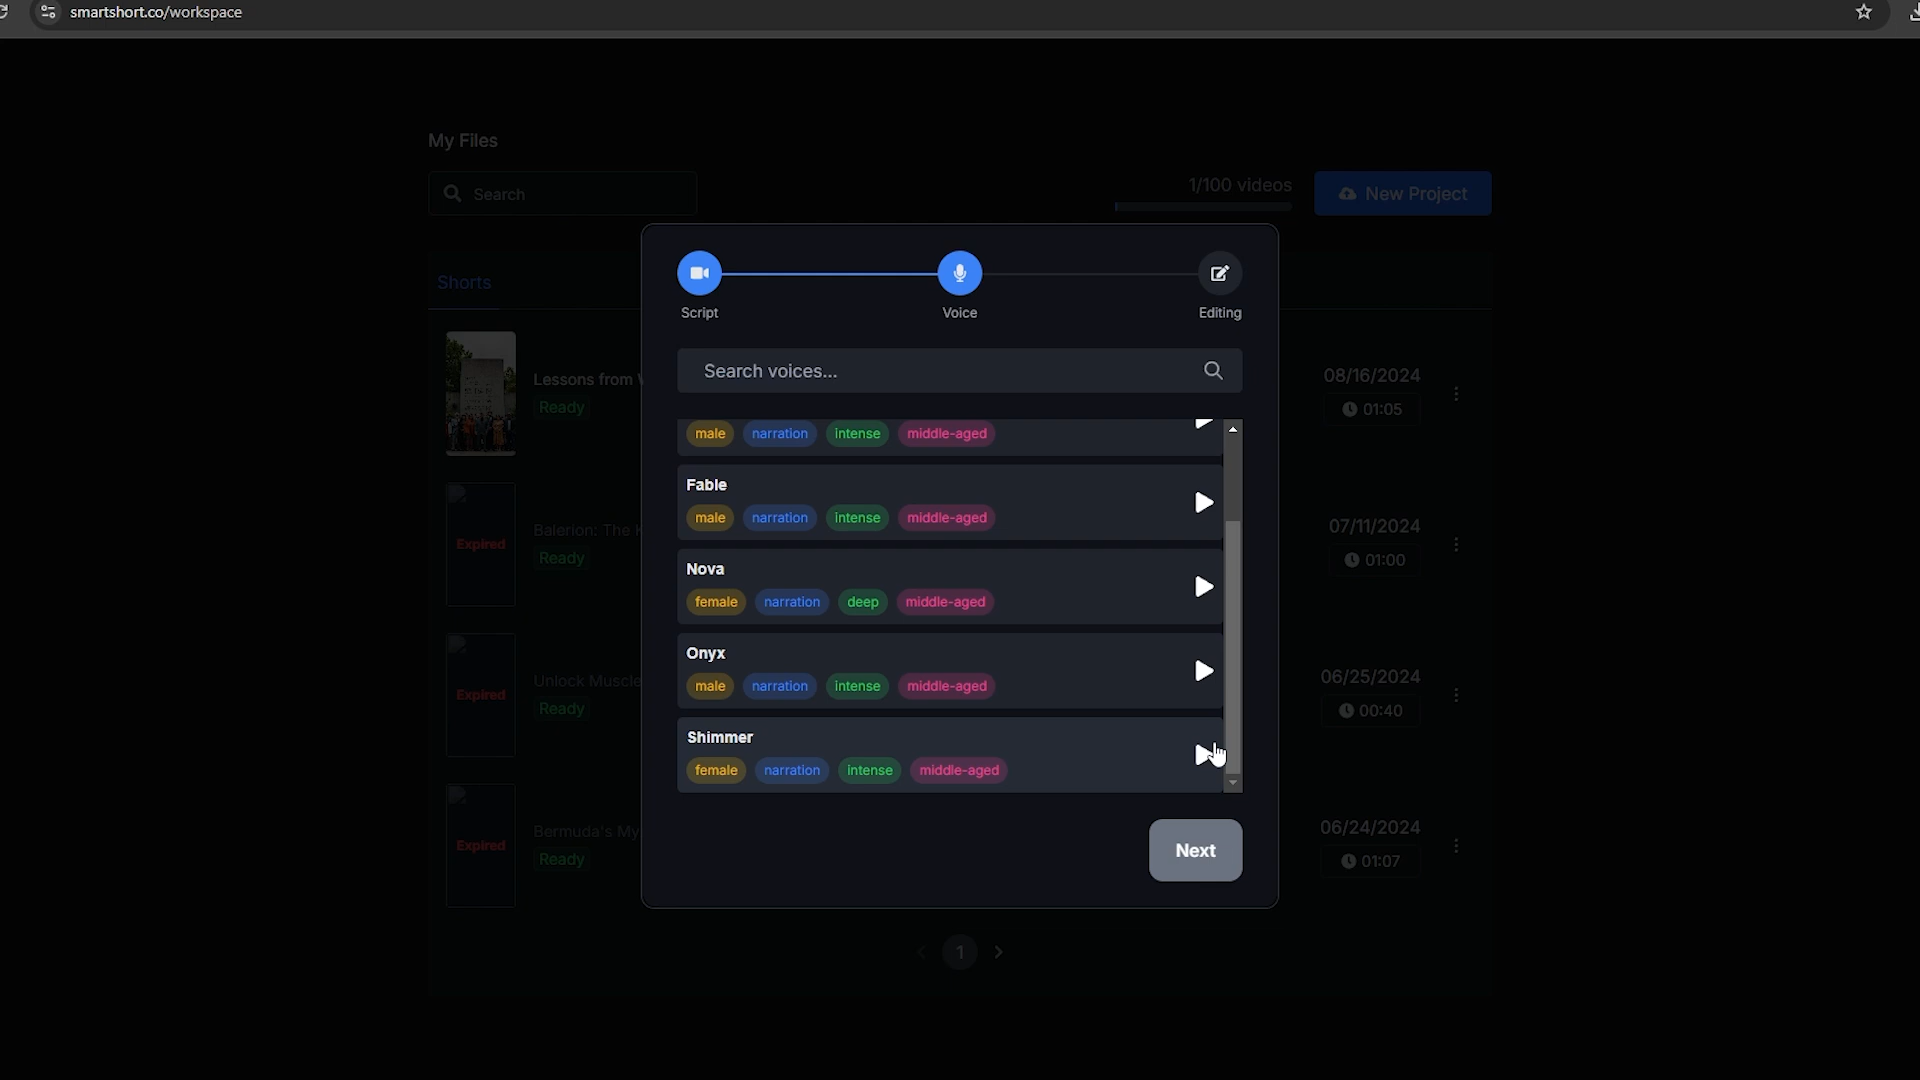 smartshort.co/workspace
My Files
Search
1/100 videos
New Project
Shorts
Script
Voice
Editing
Search voices...
male narration intense middle-aged
Fable
male narration intense middle-aged
Nova
female narration deep middle-aged
Onyx
male narration intense middle-aged
Shimmer
female narration intense middle-aged
Next
Lessons from
Ready
08/16/2024
01:05
Expired
Balerion: The
Ready
07/11/2024
01:00
Expired
Unlock Muscle
Ready
06/25/2024
00:40
Expired
Bermuda's My
Ready
06/24/2024
01:07
1